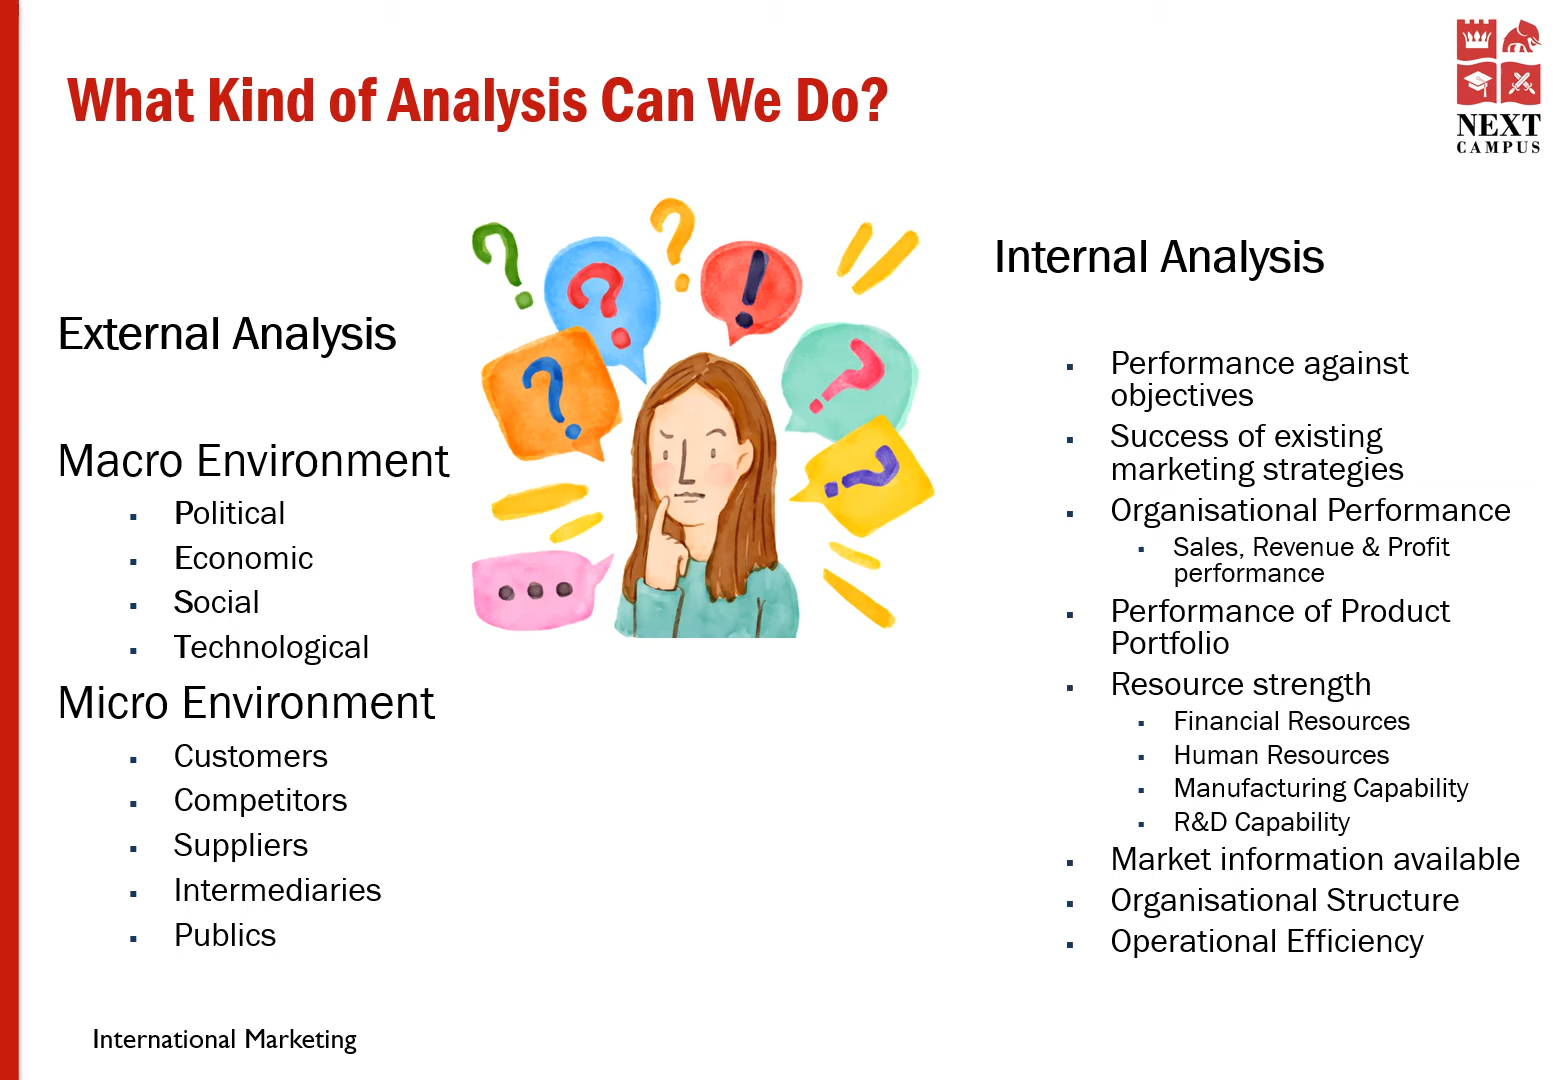 What Kind of Analysis Can We Do?
NEXT
CAMPUS
External Analysis
Macro Environment
Political
Economic
Social
Technological
Micro Environment
Customers
Competitors
Suppliers
Intermediaries
Publics
Internal Analysis
Performance against
objectives
Success of existing
marketing strategies
Organisational Performance
Sales, Revenue & Profit
performance
Performance of Product
Portfolio
Resource strength
Financial Resources
Human Resources
Manufacturing Capability
R&D Capability
Market information available
Organisational Structure
Operational Efficiency
International Marketing